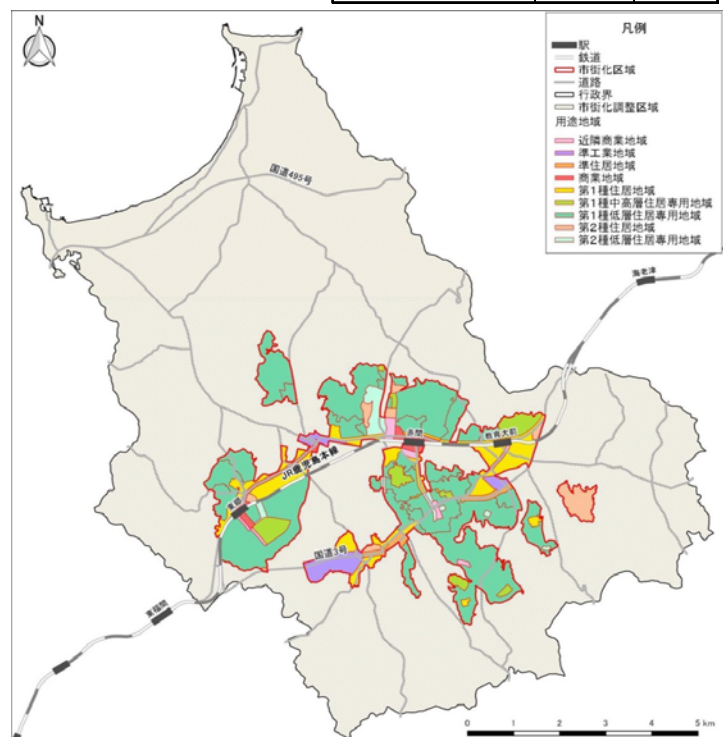 N
凡例
駅
鉄道
市街化区域
道路
行政界
市街化調整区域
用途地域
近隣商業地域
準工業地域
準住居地域
商業地域
第1種住居地域
第1種中高層住居専用地域
第1種低層住居専用地域
第2種住居地域
第2種低層住居専用地域
国道495号
海老津
赤間
教育大前
JR鹿児島本線
東郷
国道3号
東福間
0 1 2 3 4 5 km